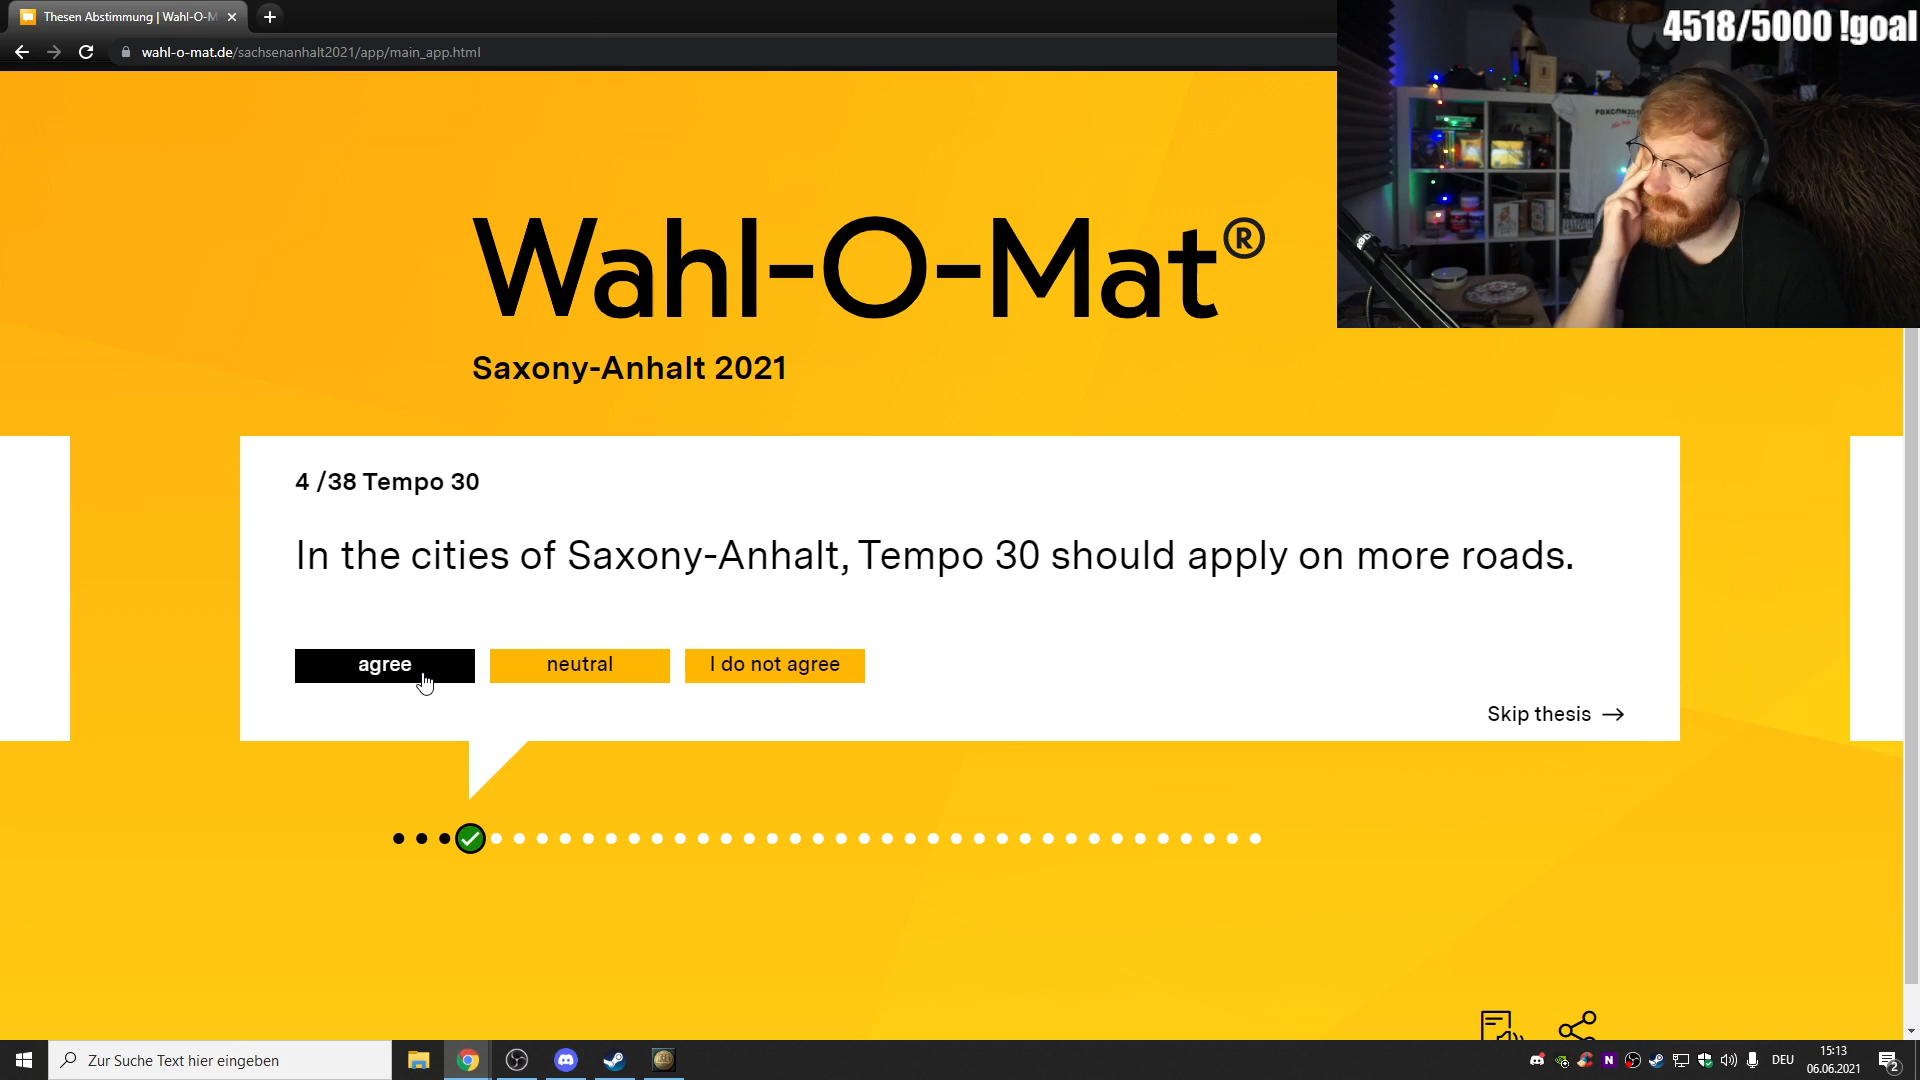 Thesen Abstimmung | Wahl-O-M
wahl-o-mat.de/sachsenanhalt2021/app/main_app.html
4518/5000 !goal
Wahl-O-Mat®
Saxony-Anhalt 2021
4 /38 Tempo 30
In the cities of Saxony-Anhalt, Tempo 30 should apply on more roads.
agree
neutral
I do not agree
Skip thesis →
Zur Suche Text hier eingeben
DEU
15:13
06.06.2021
2